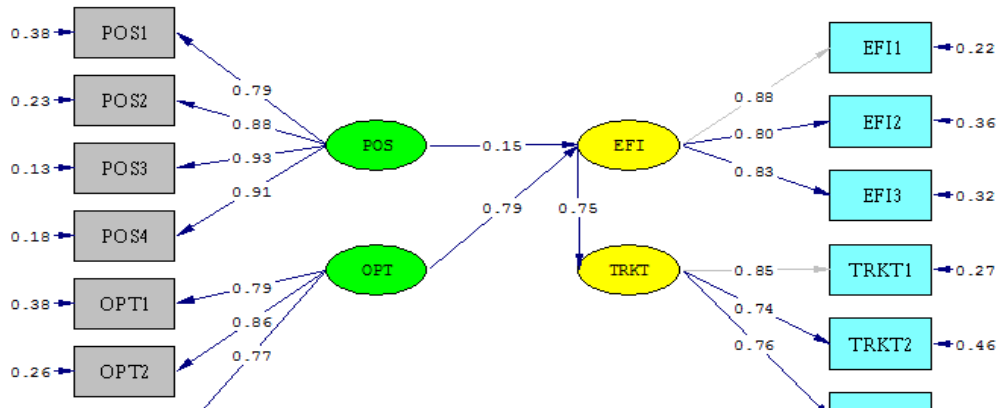 0.38 POS1
0.23 POS2
0.13 POS3
0.18 POS4
0.38 OPT1
0.26 OPT2
0.79
0.88
0.93
0.91
0.79
0.86
0.77
POS
OPT
0.15
0.79
0.75
EFI
TRKT
0.88
0.80
0.83
0.85
0.74
0.76
EFI1 0.22
EFI2 0.36
EFI3 0.32
TRKT1 0.27
TRKT2 0.46